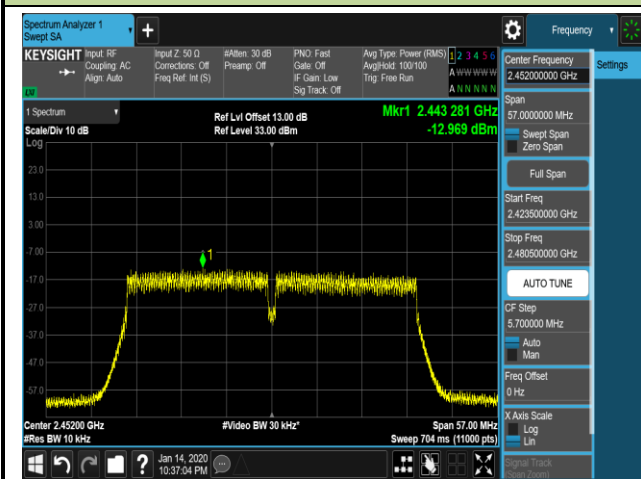 Spectrum Analyzer 1
Swept SA
+
Frequency
KEYSIGHT
Input: RF
Coupling: AC
Align: Auto
Input Z: 50 Ω
Corrections: Off
Freq Ref: Int (S)
#Atten: 30 dB
Preamp: Off
PNO: Fast
Gate: Off
IF Gain: Low
Sig Track: Off
Avg Type: Power (RMS)
Avg|Hold: 100/100
Trig: Free Run
1 2 3 4 5 6
A W W W W W
A N N N N N
LXI
1 Spectrum
Scale/Div 10 dB
Log
Ref Lvl Offset 13.00 dB
Ref Level 33.00 dBm
Mkr1 2.443 281 GHz
-12.969 dBm
23.0
13.0
3.00
-7.00
-17.0
-27.0
-37.0
-47.0
-57.0
1
Center 2.45200 GHz
#Res BW 10 kHz
#Video BW 30 kHz*
Span 57.00 MHz
Sweep 704 ms (11000 pts)
Center Frequency
2.452000000 GHz
Settings
Span
57.0000000 MHz
Swept Span
Zero Span
Full Span
Start Freq
2.423500000 GHz
Stop Freq
2.480500000 GHz
AUTO TUNE
CF Step
5.700000 MHz
Auto
Man
Freq Offset
0 Hz
X Axis Scale
Log
Lin
Signal Track
(Span Zoom)
?
Jan 14, 2020
10:37:04 PM